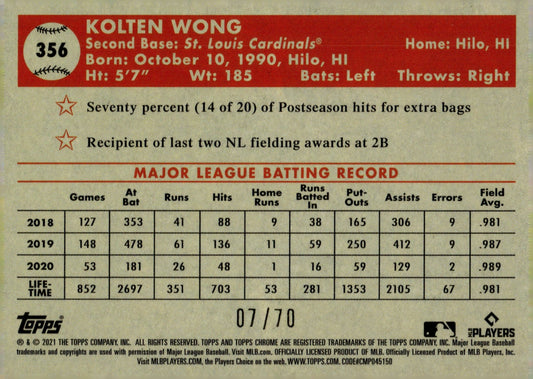 356
KOLTEN WONG
Second Base: St. Louis Cardinals® Home: Hilo, HI
Born: October 10, 1990, Hilo, HI
Ht: 5'7" Wt: 185 Bats: Left Throws: Right
Seventy percent (14 of 20) of Postseason hits for extra bags
Recipient of last two NL fielding awards at 2B
MAJOR LEAGUE BATTING RECORD
Games At Bat Runs Hits Home Runs Runs Batted In Put-Outs Assists Errors Field Avg.
2018 127 353 41 88 9 38 165 306 9 .981
2019 148 478 61 136 11 59 250 412 9 .987
2020 53 181 26 48 1 16 59 129 2 .989
LIFE-TIME 852 2697 351 703 53 281 1353 2105 67 .981
Topps 07/70 MLB PLAYERS
® & © 2021 THE TOPPS COMPANY, INC. ALL RIGHTS RESERVED. TOPPS AND TOPPS CHROME ARE REGISTERED TRADEMARKS OF THE TOPPS COMPANY, INC. Major League Baseball
trademarks and copyrights are used with permission of Major League Baseball. Visit MLB.com. OFFICIALLY LICENSED PRODUCT OF MLB. Officially Licensed Product of MLB Players, Inc.
Visit MLBPLAYERS.com, the Players Choice on the web. WWW.TOPPS.COM. CODE#CMP045150